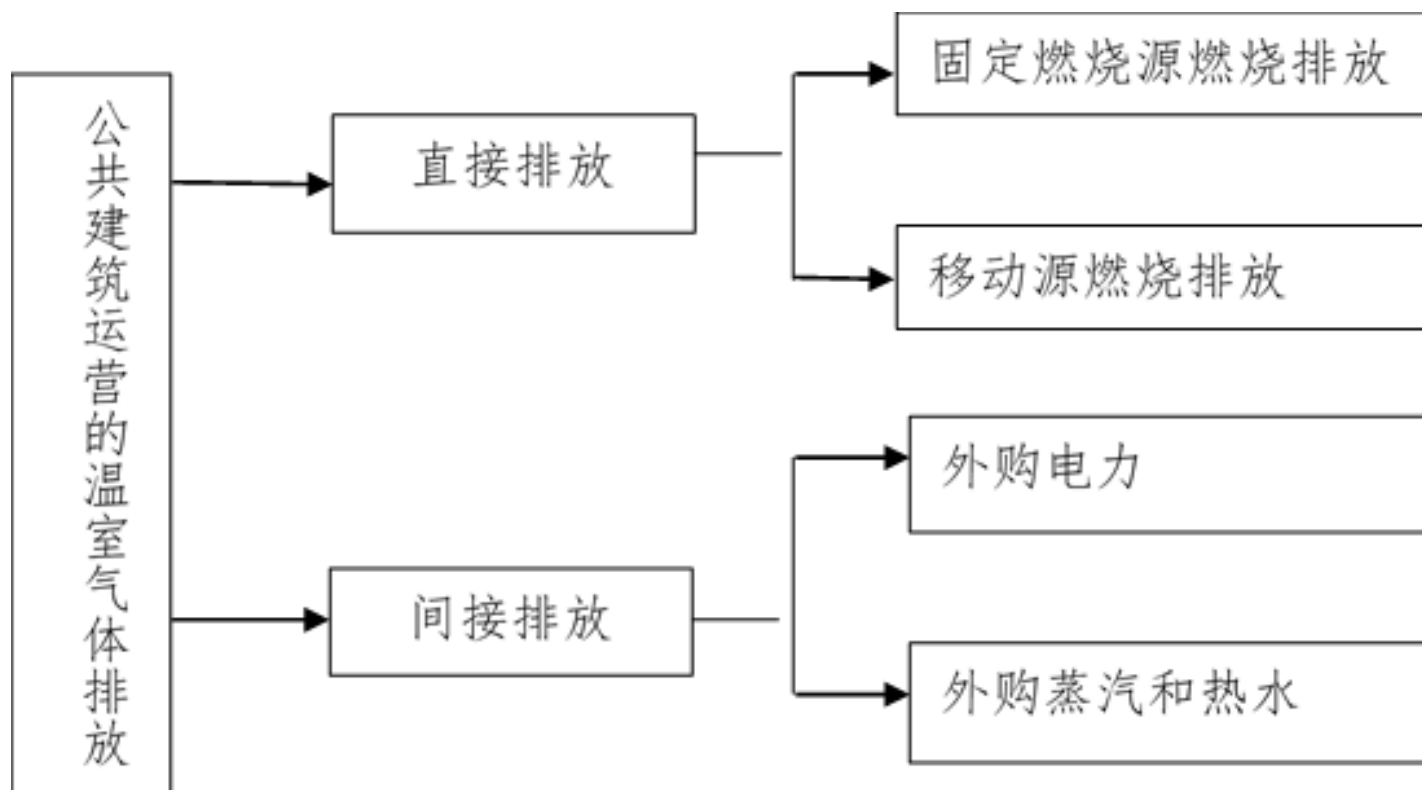 公共建筑运营的温室气体排放
直接排放
固定燃烧源燃烧排放
移动源燃烧排放
间接排放
外购电力
外购蒸汽和热水